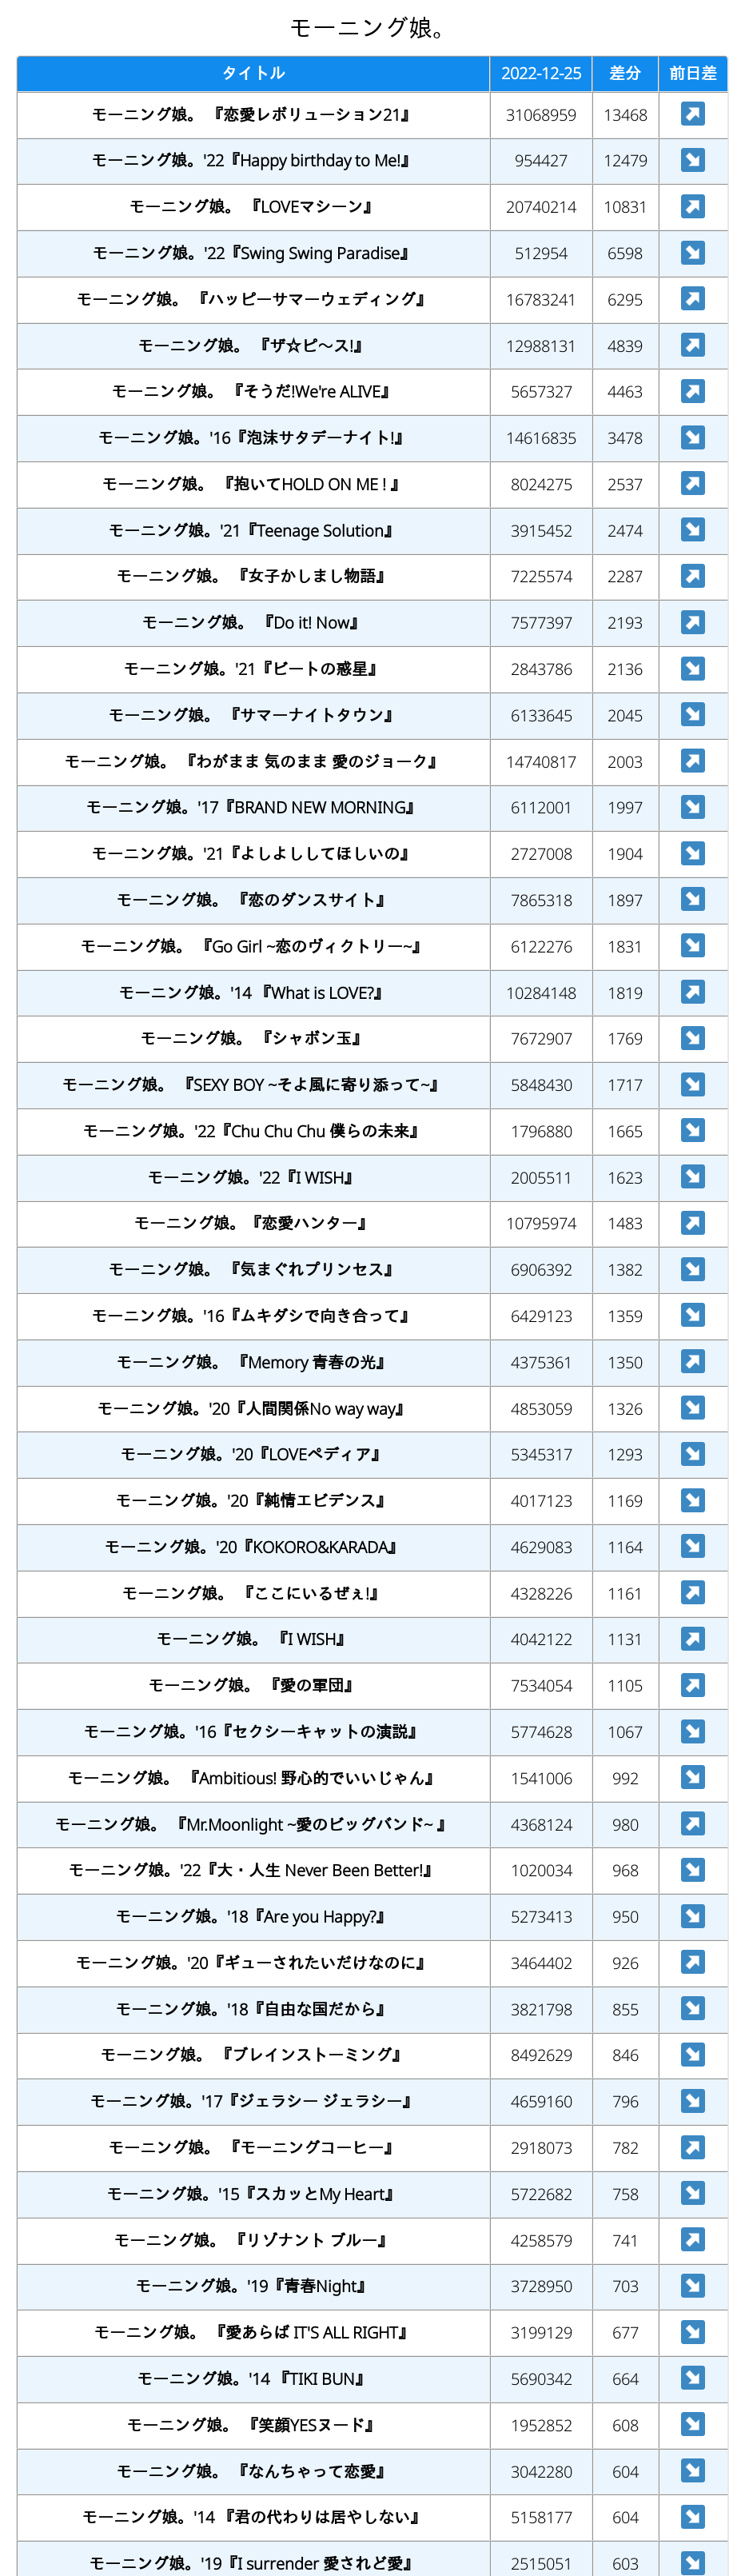 モーニング娘。
タイトル 2022-12-25 差分 前日差
モーニング娘。 『恋愛レボリューション21』 31068959 13468
モーニング娘。'22『Happy birthday to Me!』 954427 12479
モーニング娘。 『LOVEマシーン』 20740214 10831
モーニング娘。'22『Swing Swing Paradise』 512954 6598
モーニング娘。 『ハッピーサマーウェディング』 16783241 6295
モーニング娘。 『ザ☆ピ〜ス!』 12988131 4839
モーニング娘。 『そうだ!We're ALIVE』 5657327 4463
モーニング娘。'16『泡沫サタデーナイト!』 14616835 3478
モーニング娘。 『抱いてHOLD ON ME ! 』 8024275 2537
モーニング娘。'21『Teenage Solution』 3915452 2474
モーニング娘。 『女子かしまし物語』 7225574 2287
モーニング娘。 『Do it! Now』 7577397 2193
モーニング娘。'21『ビートの惑星』 2843786 2136
モーニング娘。 『サマーナイトタウン』 6133645 2045
モーニング娘。 『わがまま 気のまま 愛のジョーク』 14740817 2003
モーニング娘。'17『BRAND NEW MORNING』 6112001 1997
モーニング娘。'21『よしよししてほしいの』 2727008 1904
モーニング娘。 『恋のダンスサイト』 7865318 1897
モーニング娘。 『Go Girl ~恋のヴィクトリー~』 6122276 1831
モーニング娘。'14 『What is LOVE?』 10284148 1819
モーニング娘。 『シャボン玉』 7672907 1769
モーニング娘。 『SEXY BOY ~そよ風に寄り添って~』 5848430 1717
モーニング娘。'22『Chu Chu Chu 僕らの未来』 1796880 1665
モーニング娘。'22『I WISH』 2005511 1623
モーニング娘。『恋愛ハンター』 10795974 1483
モーニング娘。 『気まぐれプリンセス』 6906392 1382
モーニング娘。'16『ムキダシで向き合って』 6429123 1359
モーニング娘。 『Memory 青春の光』 4375361 1350
モーニング娘。'20『人間関係No way way』 4853059 1326
モーニング娘。'20『LOVEペディア』 5345317 1293
モーニング娘。'20『純情エビデンス』 4017123 1169
モーニング娘。'20『KOKORO&KARADA』 4629083 1164
モーニング娘。 『ここにいるぜぇ!』 4328226 1161
モーニング娘。 『I WISH』 4042122 1131
モーニング娘。 『愛の軍団』 7534054 1105
モーニング娘。'16『セクシーキャットの演説』 5774628 1067
モーニング娘。 『Ambitious! 野心的でいいじゃん』 1541006 992
モーニング娘。 『Mr.Moonlight ~愛のビッグバンド~ 』 4368124 980
モーニング娘。'22『大・人生 Never Been Better!』 1020034 968
モーニング娘。'18『Are you Happy?』 5273413 950
モーニング娘。'20『ギューされたいだけなのに』 3464402 926
モーニング娘。'18『自由な国だから』 3821798 855
モーニング娘。 『ブレインストーミング』 8492629 846
モーニング娘。'17『ジェラシー ジェラシー』 4659160 796
モーニング娘。 『モーニングコーヒー』 2918073 782
モーニング娘。'15『スカッとMy Heart』 5722682 758
モーニング娘。 『リゾナント ブルー』 4258579 741
モーニング娘。'19『青春Night』 3728950 703
モーニング娘。 『愛あらば IT'S ALL RIGHT』 3199129 677
モーニング娘。'14 『TIKI BUN』 5690342 664
モーニング娘。 『笑顔YESヌード』 1952852 608
モーニング娘。 『なんちゃって恋愛』 3042280 604
モーニング娘。'14 『君の代わりは居やしない』 5158177 604
モーニング娘。'19『I surrender 愛されど愛』 2515051 603